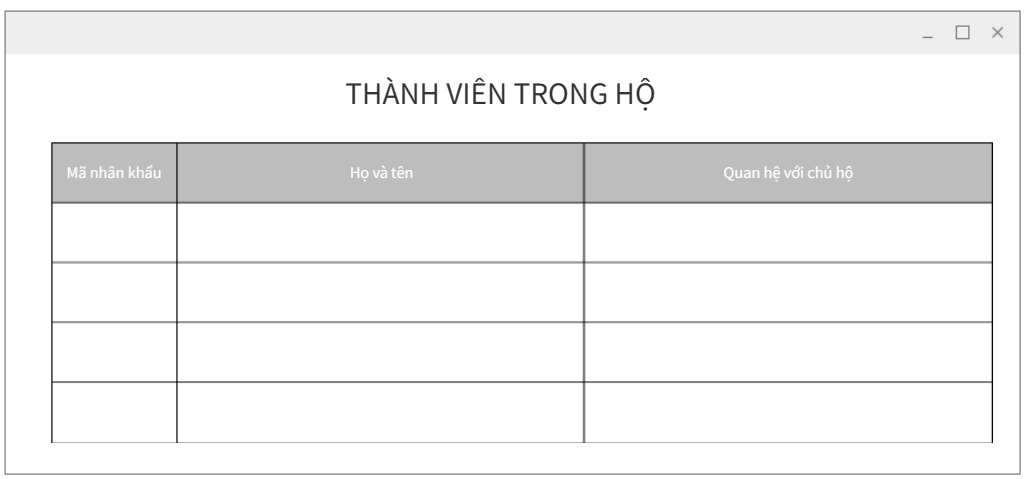 THÀNH VIÊN TRONG HỘ
Mã nhân khẩu Họ và tên Quan hệ với chủ hộ